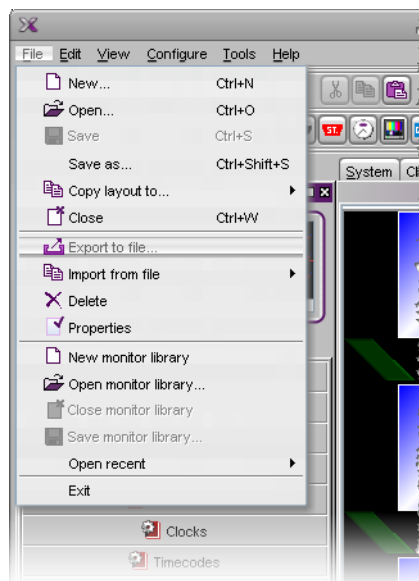 File Edit View Configure Tools Help
New... Ctrl+N
Open... Ctrl+O
Save Ctrl+S
Save as... Ctrl+Shift+S
Copy layout to...
Close Ctrl+W
Export to file...
Import from file
Delete
Properties
New monitor library
Open monitor library...
Close monitor library
Save monitor library...
Open recent
Exit
ST.
System Cl
Clocks
Timecodes